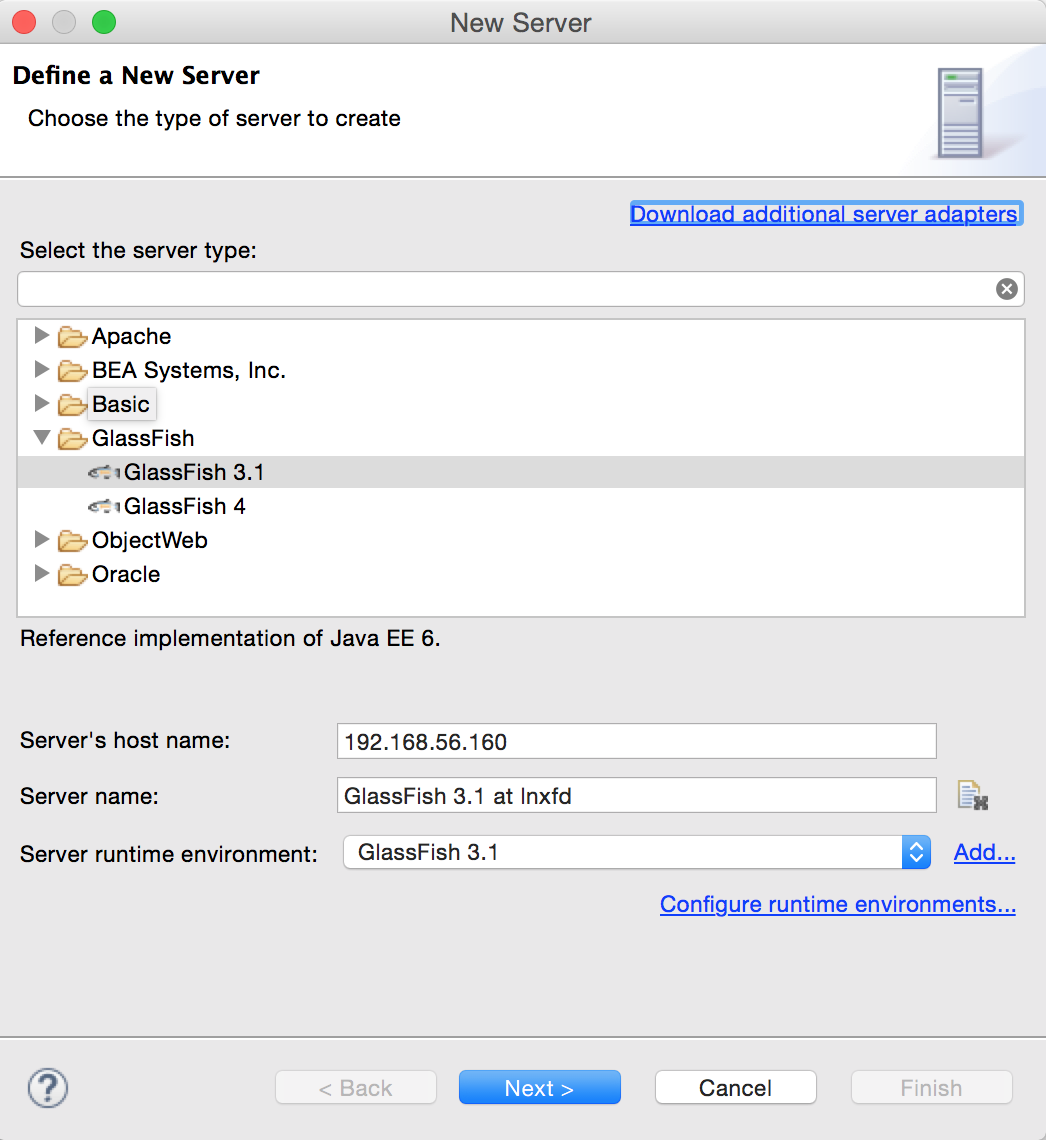 New Server
Define a New Server
Choose the type of server to create
Download additional server adapters
Select the server type:
Apache
BEA Systems, Inc.
Basic
GlassFish
GlassFish 3.1
GlassFish 4
ObjectWeb
Oracle
Reference implementation of Java EE 6.
Server's host name: 192.168.56.160
Server name: GlassFish 3.1 at lnxfd
Server runtime environment: GlassFish 3.1 Add...
Configure runtime environments...
? < Back Next > Cancel Finish